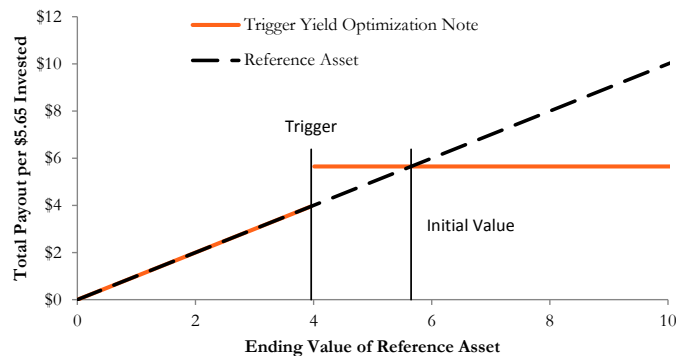 Trigger Yield Optimization Note
Reference Asset
Total Payout per $5.65 Invested
$12
$10
$8
$6
$4
$2
$0
Trigger
Initial Value
0
2
4
6
8
10
Ending Value of Reference Asset